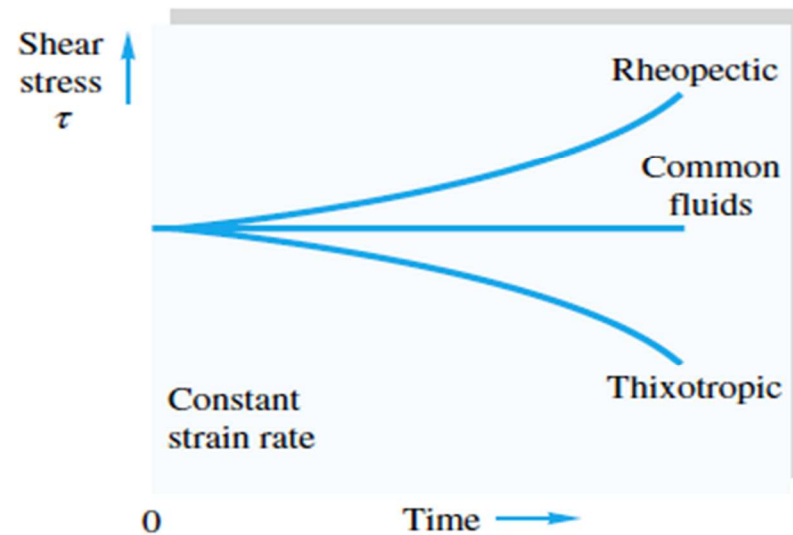 Shear
stress
τ
Rheopectic
Common
fluids
Thixotropic
Constant
strain rate
0
Time